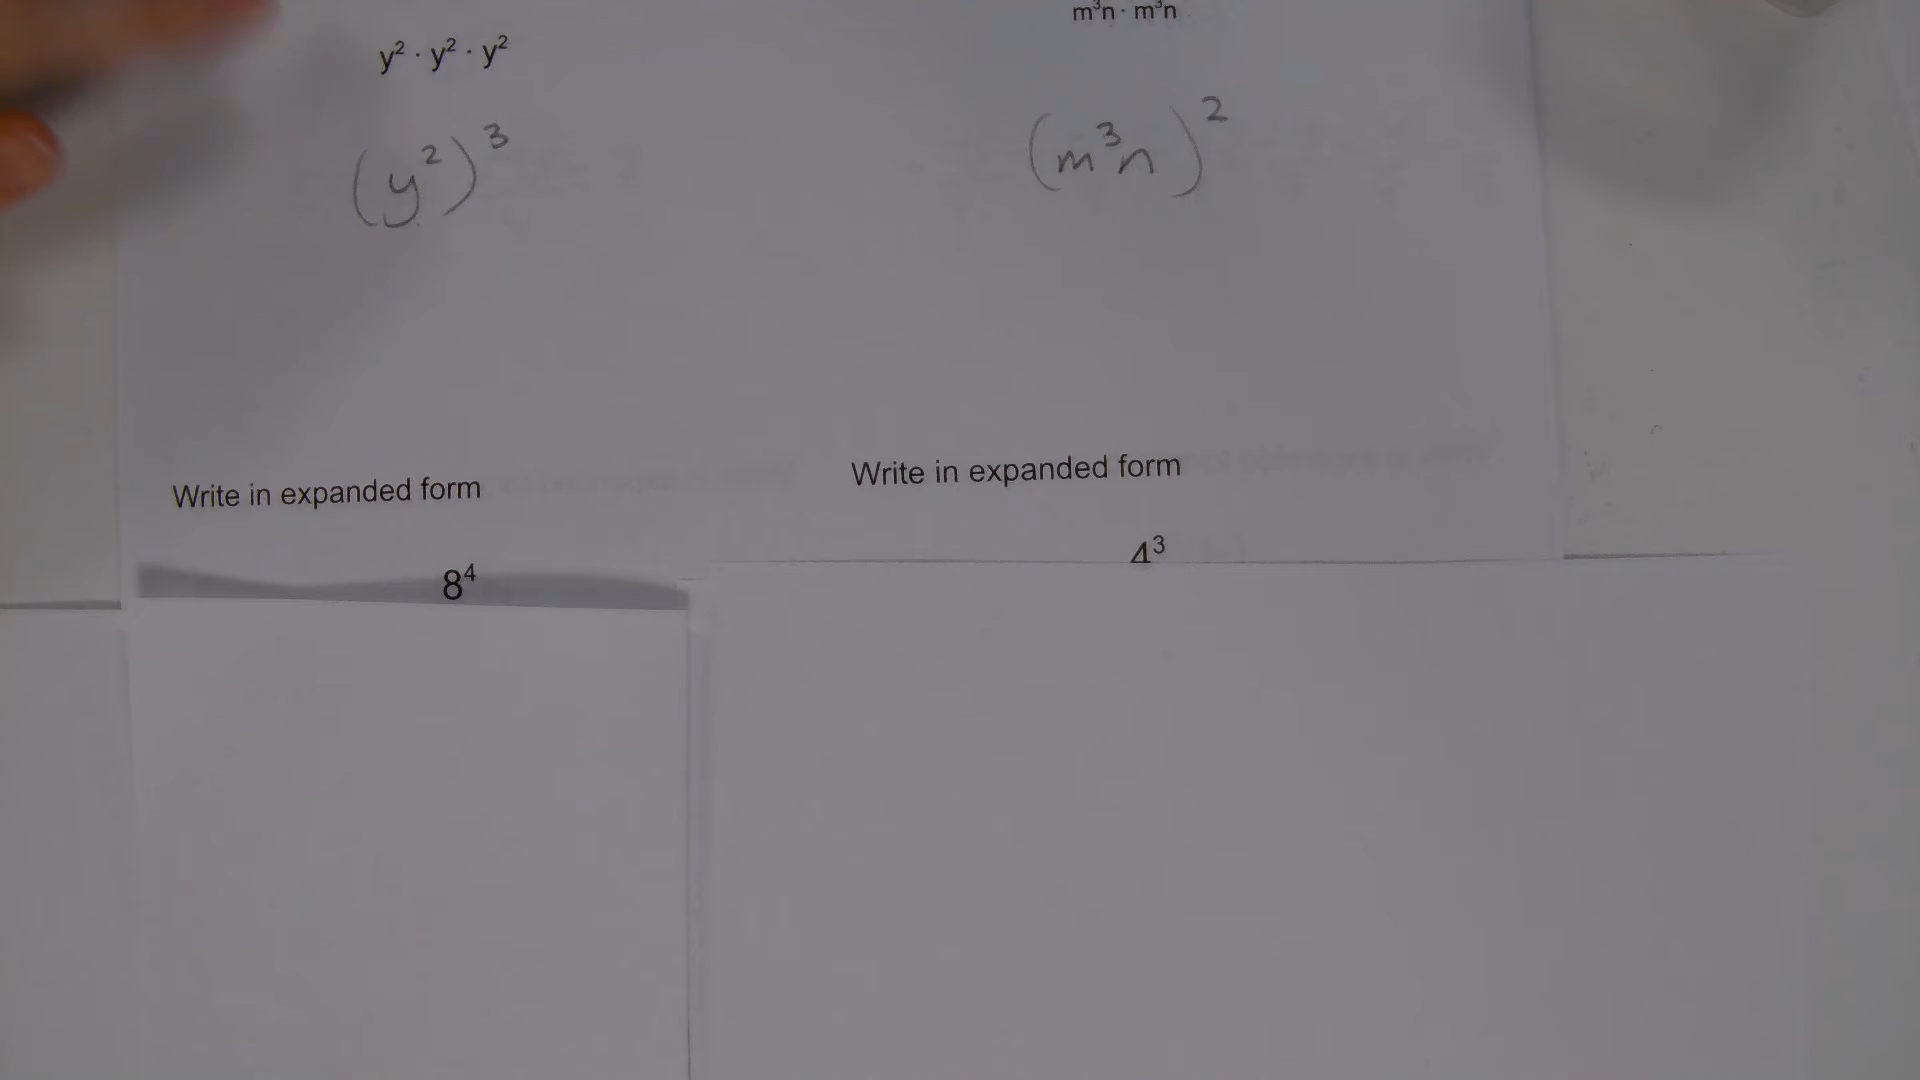 y² · y² · y²
(y²)³
m³n · m³n
(m³n)²
Write in expanded form
8⁴
Write in expanded form
4³